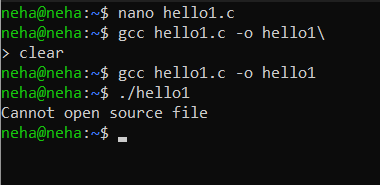 neha@neha:~$ nano hello1.c
neha@neha:~$ gcc hello1.c -o hello1\
> clear
neha@neha:~$ gcc hello1.c -o hello1
neha@neha:~$ ./hello1
Cannot open source file
neha@neha:~$